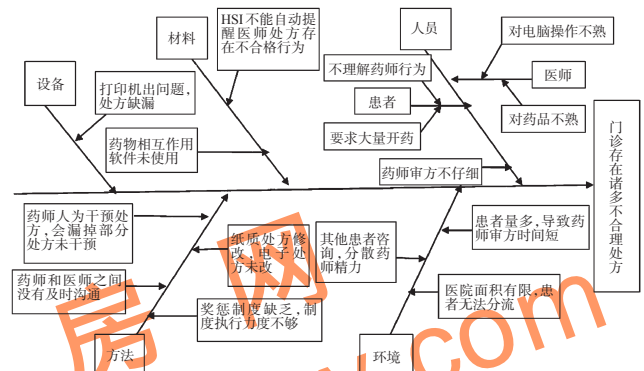 设备
材料
人员
HSI不能自动提
醒医师处方存
在不合格行为
打印机出问题，
处方缺漏
药物相互作用
软件未使用
不理解药师行为
患者
要求大量开药
药师审方不仔细
对电脑操作不熟
医师
对药品不熟
门诊存在诸多不合理处方
药师人为干预处
方，会漏掉部分
处方未干预
药师和医师之间
没有及时沟通
纸质处方修
改，电子处
方未改
奖惩制度缺乏，制
度执行力度不够
方法
其他患者咨
询，分散药
师精力
患者量多，导致药
师审方时间短
医院面积有限，患
者无法分流
环境
房 网
.com